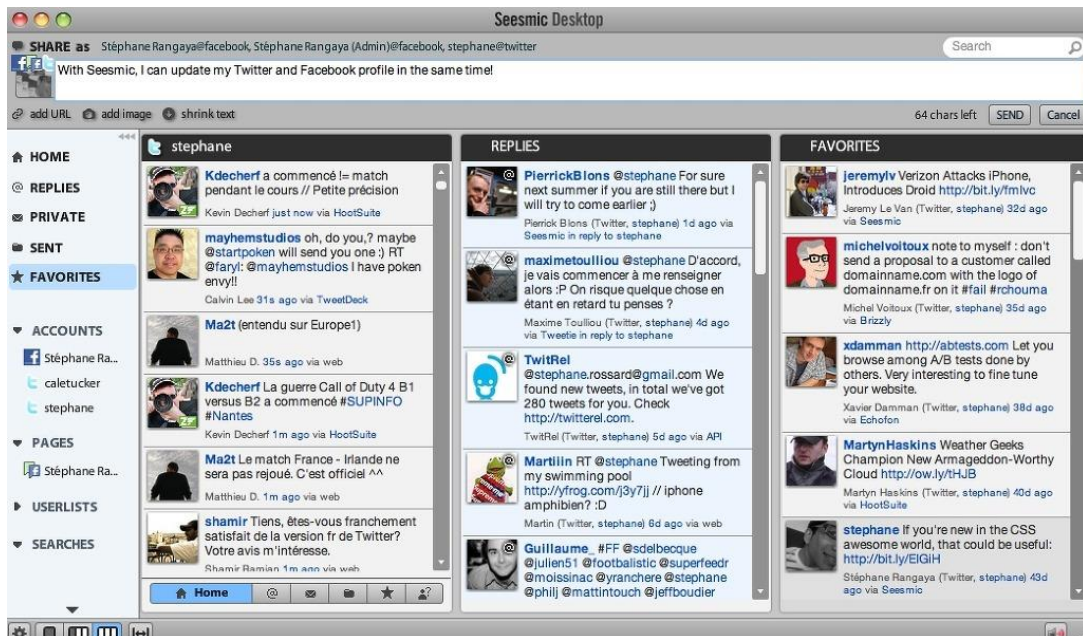 Seesmic Desktop
SHARE as Stéphane Rangaya@facebook, Stéphane Rangaya (Admin)@facebook, stephane@twitter
Search
With Seesmic, I can update my Twitter and Facebook profile in the same time!
add URL add image shrink text
64 chars left SEND Cancel
HOME
REPLIES
PRIVATE
SENT
FAVORITES
ACCOUNTS
Stéphane Ra...
caletucker
stephane
PAGES
Stéphane Ra...
USERLISTS
SEARCHES
stephane
Kdecherf a commencé != match
pendant le cours // Petite précision
Kevin Decherf just now via HootSuite
mayhemstudios oh, do you,? maybe
@startpoken will send you one :) RT
@faryl: @mayhemstudios I have poken
envy!!
Calvin Lee 31s ago via TweetDeck
Ma2t (entendu sur Europe1)
Matthieu D. 35s ago via web
Kdecherf La guerre Call of Duty 4 B1
versus B2 a commencé #SUPINFO
#Nantes
Kevin Decherf 1m ago via HootSuite
Ma2t Le match France - Irlande ne
sera pas rejoué. C'est officiel ^^
Matthieu D. 1m ago via web
shamir Tiens, êtes-vous franchement
satisfait de la version fr de Twitter?
Votre avis m'intéresse.
Shamir Ramjan 1m ago via web
Home @
REPLIES
PierrickBlons @stephane For sure
next summer if you are still there but I
will try to come earlier ;)
Pierrick Blons (Twitter, stephane) 1d ago via
Seesmic in reply to stephane
maximetoulliou @stephane D'accord,
je vais commencer à me renseigner
alors :P On risque quelque chose en
étant en retard tu penses ?
Maxime Toulliou (Twitter, stephane) 4d ago
via Tweetie in reply to stephane
TwitRel
@stephane.rossard@gmail.com We
found new tweets, in total we've got
280 tweets for you. Check
http://twitterel.com.
TwitRel (Twitter, stephane) 5d ago via API
Martiiin RT @stephane Tweeting from
my swimming pool
http://yfrog.com/j3y7jj // iphone
amphibien? :D
Martin (Twitter, stephane) 6d ago via web
Guillaume_ #FF @sdelbecque
@julien51 @footbalistic @superfeedr
@moissinac @yranchere @stephane
@philj @mattintouch @jeffboudier
FAVORITES
jeremylv Verizon Attacks iPhone,
Introduces Droid http://bit.ly/fmlvc
Jeremy Le Van (Twitter, stephane) 32d ago
via Seesmic
michelvoitoux note to myself : don't
send a proposal to a customer called
domainname.com with the logo of
domainname.fr on it #fail #rchouma
Michel Voitoux (Twitter, stephane) 35d ago
via Brizzly
xdamman http://abtests.com Let you
browse among A/B tests done by
others. Very interesting to fine tune
your website.
Xavier Damman (Twitter, stephane) 38d ago
via Echofon
MartynHaskins Weather Geeks
Champion New Armageddon-Worthy
Cloud http://ow.ly/tHJB
Martyn Haskins (Twitter, stephane) 40d ago
via HootSuite
stephane If you're new in the CSS
awesome world, that could be useful:
http://bit.ly/EIGiH
Stéphane Rangaya (Twitter, stephane) 43d
ago via Seesmic